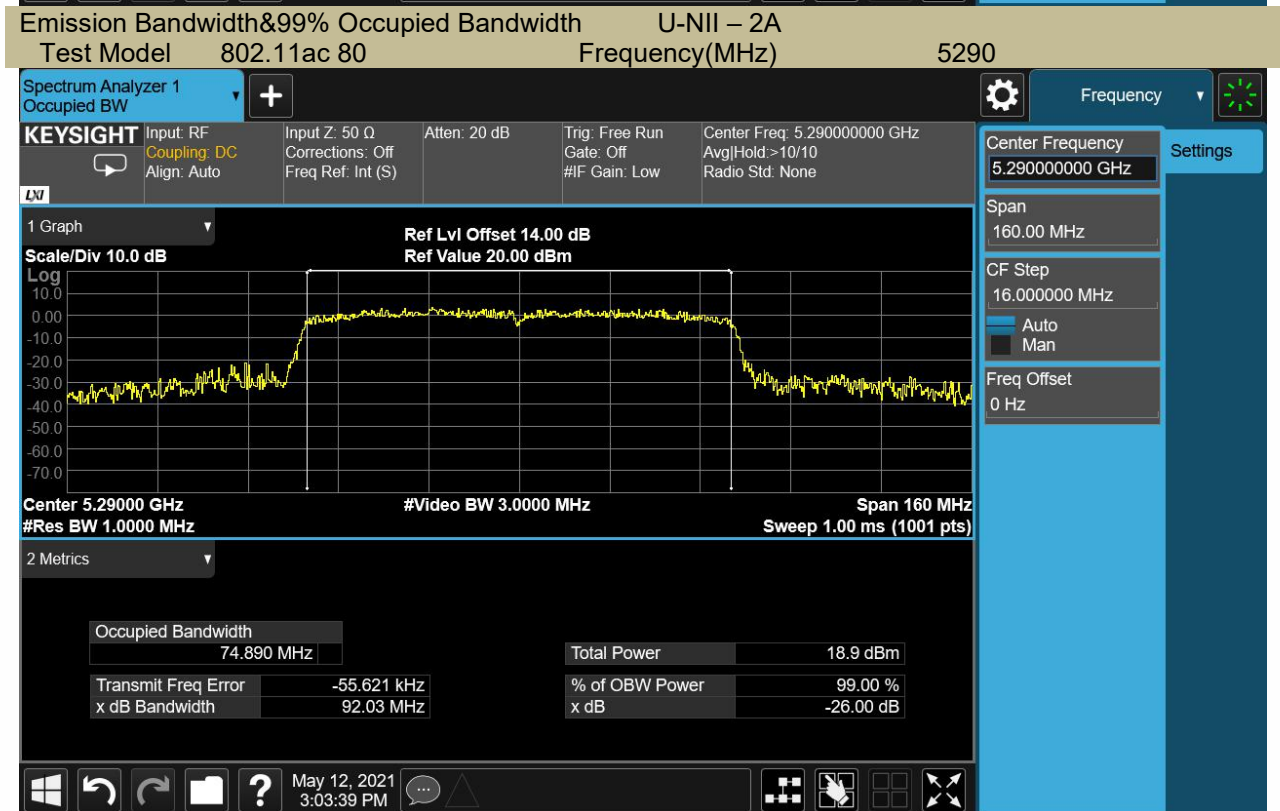 Emission Bandwidth&99% Occupied Bandwidth U-NII – 2A
Test Model 802.11ac 80 Frequency(MHz) 5290
Spectrum Analyzer 1
Occupied BW
+
Frequency
KEYSIGHT
LXI
Input: RF
Coupling: DC
Align: Auto
Input Z: 50 Ω
Corrections: Off
Freq Ref: Int (S)
Atten: 20 dB
Trig: Free Run
Gate: Off
#IF Gain: Low
Center Freq: 5.290000000 GHz
Avg|Hold:>10/10
Radio Std: None
Center Frequency
5.290000000 GHz
Settings
Span
160.00 MHz
CF Step
16.000000 MHz
Auto
Man
Freq Offset
0 Hz
1 Graph
Ref Lvl Offset 14.00 dB
Scale/Div 10.0 dB Ref Value 20.00 dBm
Log
10.0
0.00
-10.0
-20.0
-30.0
-40.0
-50.0
-60.0
-70.0
Center 5.29000 GHz #Video BW 3.0000 MHz Span 160 MHz
#Res BW 1.0000 MHz Sweep 1.00 ms (1001 pts)
2 Metrics
Occupied Bandwidth
74.890 MHz Total Power 18.9 dBm
Transmit Freq Error -55.621 kHz % of OBW Power 99.00 %
x dB Bandwidth 92.03 MHz x dB -26.00 dB
?
May 12, 2021
3:03:39 PM